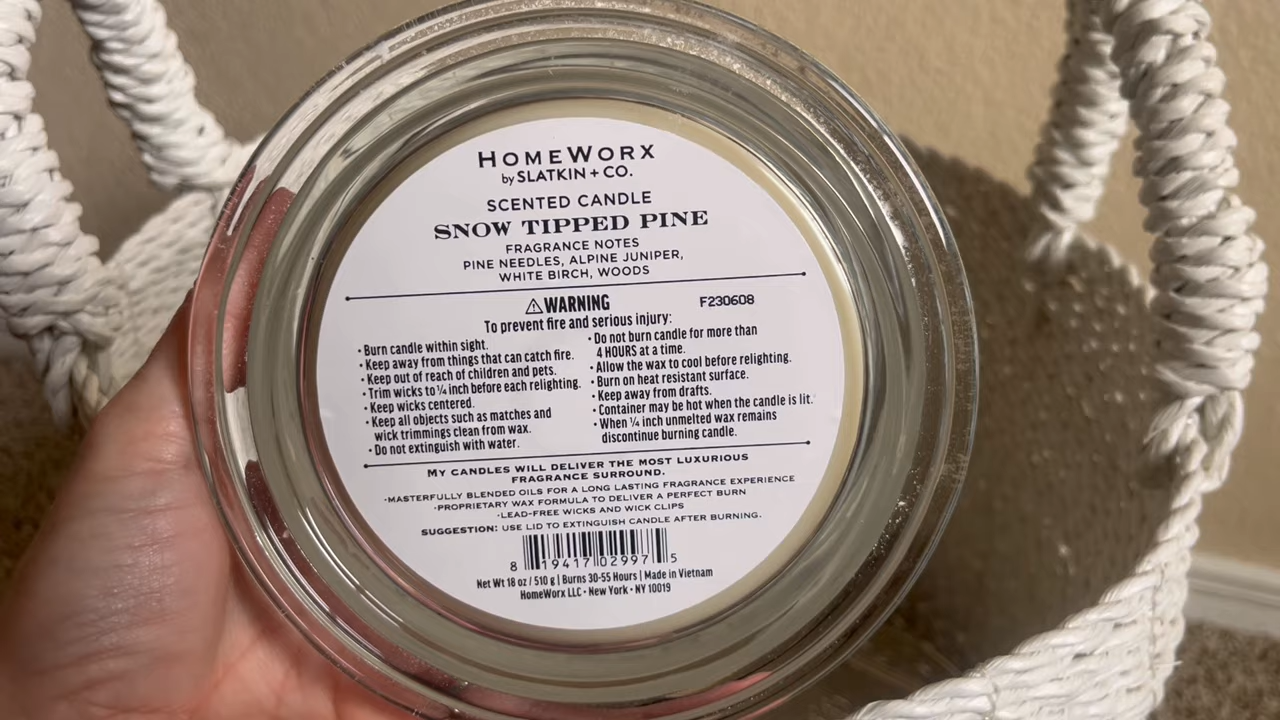 HOMEWORX
by SLATKIN + CO.
SCENTED CANDLE
SNOW TIPPED PINE
FRAGRANCE NOTES
PINE NEEDLES, ALPINE JUNIPER,
WHITE BIRCH, WOODS
⚠WARNING
F230608
To prevent fire and serious injury:
• Burn candle within sight.
• Keep away from things that can catch fire.
• Keep out of reach of children and pets.
• Trim wicks to ¼ inch before each relighting.
• Keep wicks centered.
• Keep all objects such as matches and
wick trimmings clean from wax.
• Do not extinguish with water.
• Do not burn candle for more than
4 HOURS at a time.
• Allow the wax to cool before relighting.
• Burn on heat resistant surface.
• Keep away from drafts.
• Container may be hot when the candle is lit.
• When ¼ inch unmelted wax remains
discontinue burning candle.
MY CANDLES WILL DELIVER THE MOST LUXURIOUS
FRAGRANCE SURROUND.
•MASTERFULLY BLENDED OILS FOR A LONG LASTING FRAGRANCE EXPERIENCE
•PROPRIETARY WAX FORMULA TO DELIVER A PERFECT BURN
•LEAD-FREE WICKS AND WICK CLIPS
SUGGESTION: USE LID TO EXTINGUISH CANDLE AFTER BURNING.
8 19417 02997 5
Net Wt 18 oz / 510 g | Burns 30-55 Hours | Made in Vietnam
HomeWorx LLC • New York • NY 10019